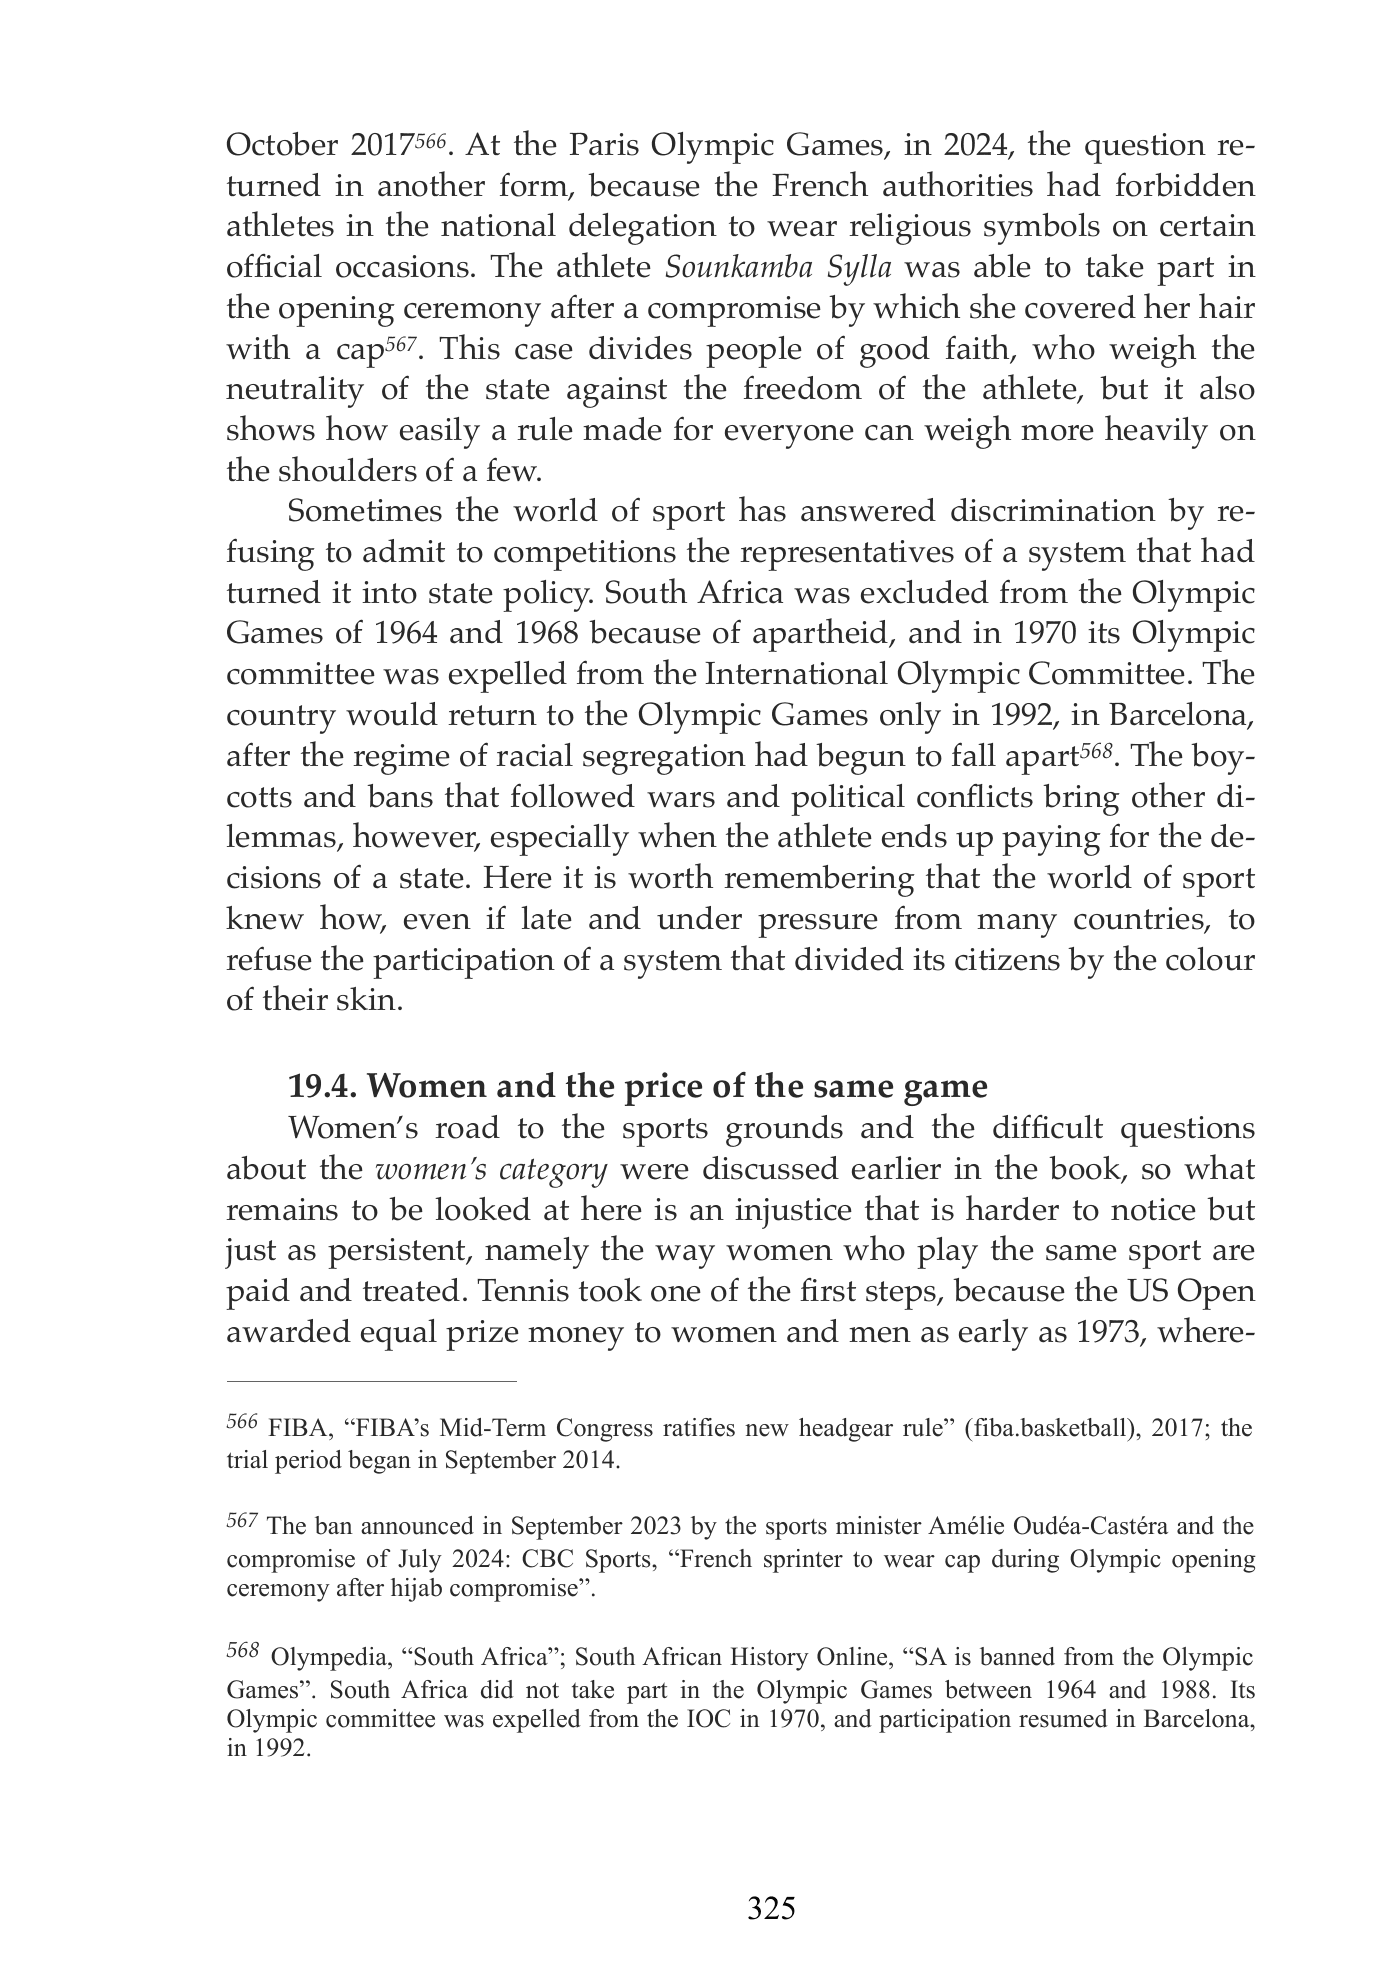 October 2017566. At the Paris Olympic Games, in 2024, the question re-
turned in another form, because the French authorities had forbidden
athletes in the national delegation to wear religious symbols on certain
official occasions. The athlete Sounkamba Sylla was able to take part in
the opening ceremony after a compromise by which she covered her hair
with a cap567. This case divides people of good faith, who weigh the
neutrality of the state against the freedom of the athlete, but it also
shows how easily a rule made for everyone can weigh more heavily on
the shoulders of a few.
Sometimes the world of sport has answered discrimination by re-
fusing to admit to competitions the representatives of a system that had
turned it into state policy. South Africa was excluded from the Olympic
Games of 1964 and 1968 because of apartheid, and in 1970 its Olympic
committee was expelled from the International Olympic Committee. The
country would return to the Olympic Games only in 1992, in Barcelona,
after the regime of racial segregation had begun to fall apart568. The boy-
cotts and bans that followed wars and political conflicts bring other di-
lemmas, however, especially when the athlete ends up paying for the de-
cisions of a state. Here it is worth remembering that the world of sport
knew how, even if late and under pressure from many countries, to
refuse the participation of a system that divided its citizens by the colour
of their skin.
19.4. Women and the price of the same game
Women’s road to the sports grounds and the difficult questions
about the women’s category were discussed earlier in the book, so what
remains to be looked at here is an injustice that is harder to notice but
just as persistent, namely the way women who play the same sport are
paid and treated. Tennis took one of the first steps, because the US Open
awarded equal prize money to women and men as early as 1973, where-
566 FIBA, “FIBA’s Mid-Term Congress ratifies new headgear rule” (fiba.basketball), 2017; the
trial period began in September 2014.
567 The ban announced in September 2023 by the sports minister Amélie Oudéa-Castéra and the
compromise of July 2024: CBC Sports, “French sprinter to wear cap during Olympic opening
ceremony after hijab compromise”.
568 Olympedia, “South Africa”; South African History Online, “SA is banned from the Olympic
Games”. South Africa did not take part in the Olympic Games between 1964 and 1988. Its
Olympic committee was expelled from the IOC in 1970, and participation resumed in Barcelona,
in 1992.
325